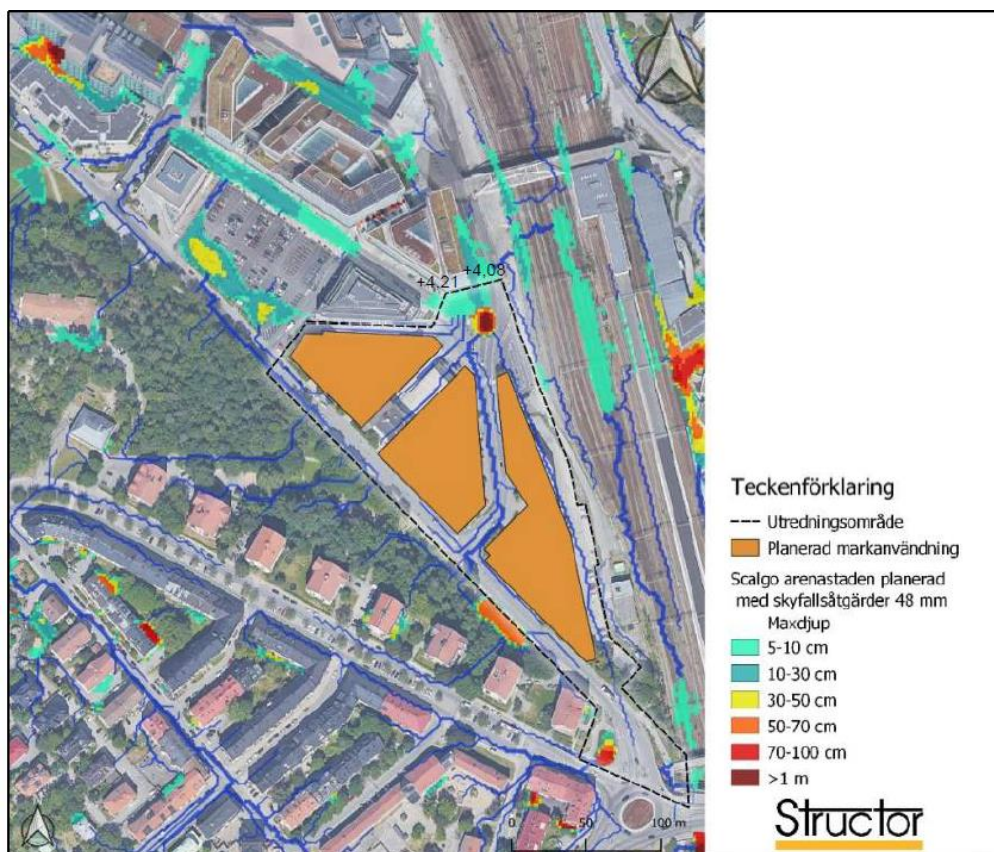 +4,08
+4,21
Teckenförklaring
Utredningsområde
Planerad markanvändning
Scalgo arenastaden planerad
med skyfallsåtgärder 48 mm
Maxdjup
5-10 cm
10-30 cm
30-50 cm
50-70 cm
70-100 cm
>1 m
0 50 100 m
Structor